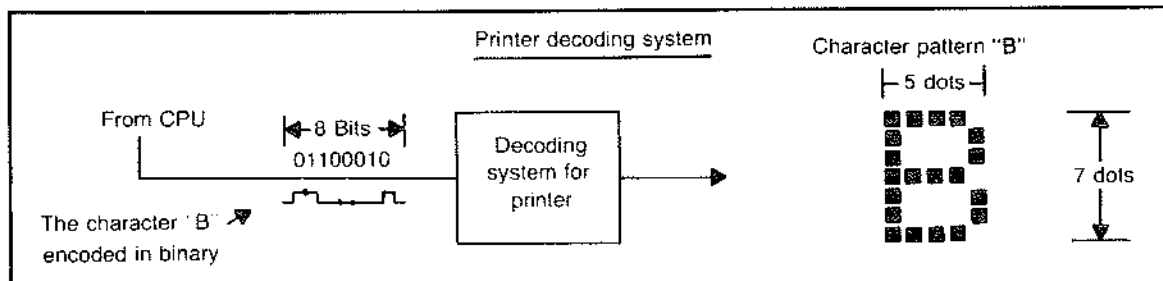 Printer decoding system
Character pattern "B"
5 dots
From CPU
8 Bits
01100010
Decoding
system for
printer
7 dots
The character "B"
encoded in binary